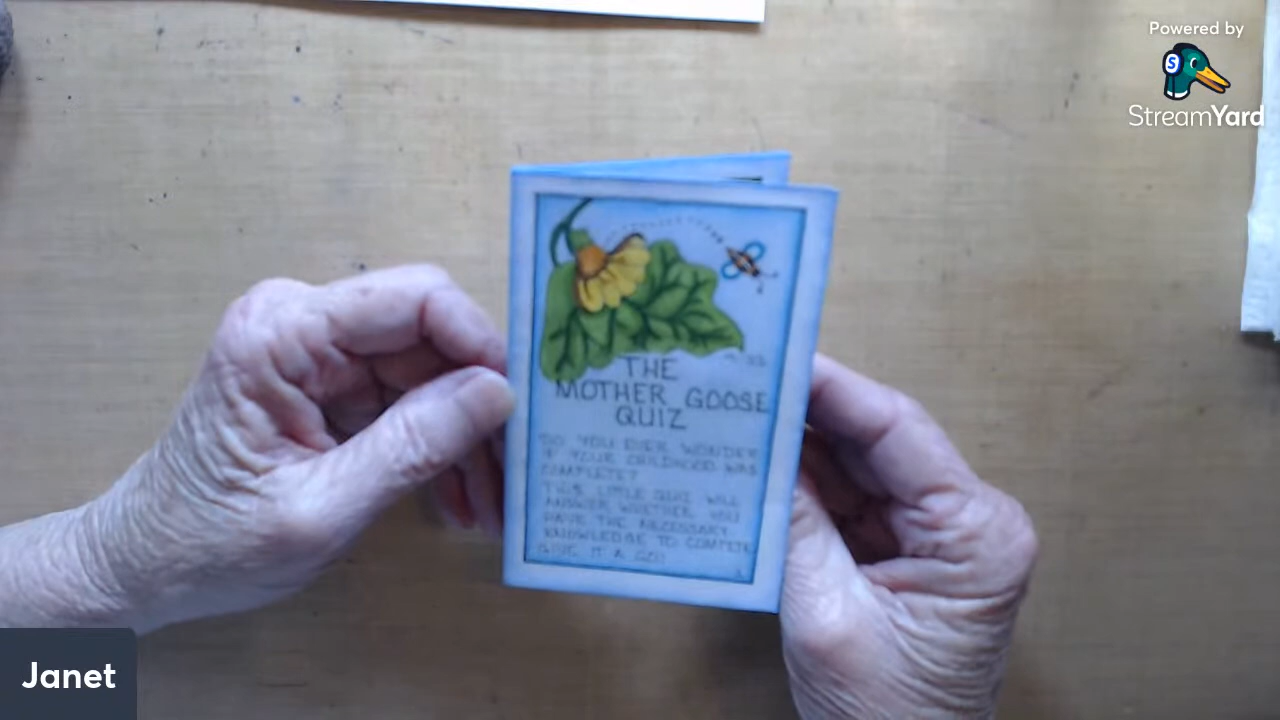 Powered by
StreamYard
THE
MOTHER GOOSE
QUIZ
DO YOU EVER WONDER
IF YOUR CHILDHOOD WAS
COMPLETE?
THIS LITTLE QUIZ WILL
ANSWER WHETHER YOU
HAVE THE NECESSARY
KNOWLEDGE TO COMPETE
GIVE IT A GO!
Janet